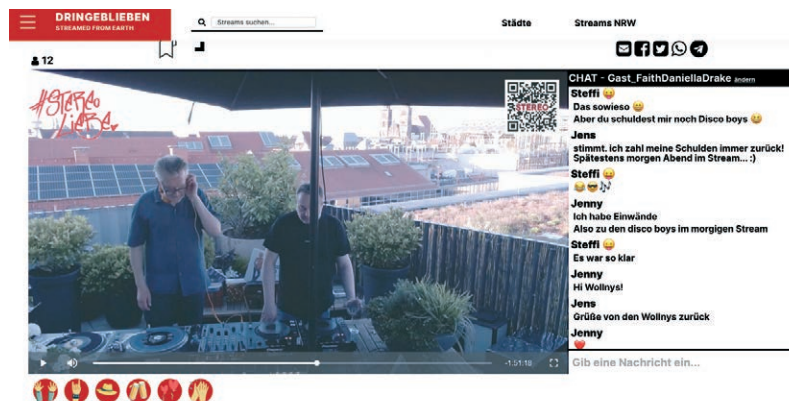 DRINGEBLIEBEN
STREAMED FROM EARTH
Streams suchen...
Städte
Streams NRW
12
#STEREO
LIEBE
STEREO
CHAT - Gast_FaithDaniellaDrake ändern
Steffi 😛
Das sowieso 😀
Aber du schuldest mir noch Disco boys 😀
Jens
stimmt. ich zahl meine Schulden immer zurück!
Spätestens morgen Abend im Stream... :)
Steffi 😛
😂😎🎶
Jenny
Ich habe Einwände
Also zu den disco boys im morgigen Stream
Steffi 😛
Es war so klar
Jenny
Hi Wollnys!
Jens
Grüße von den Wollnys zurück
Jenny
❤️
-1:51:18
Gib eine Nachricht ein...